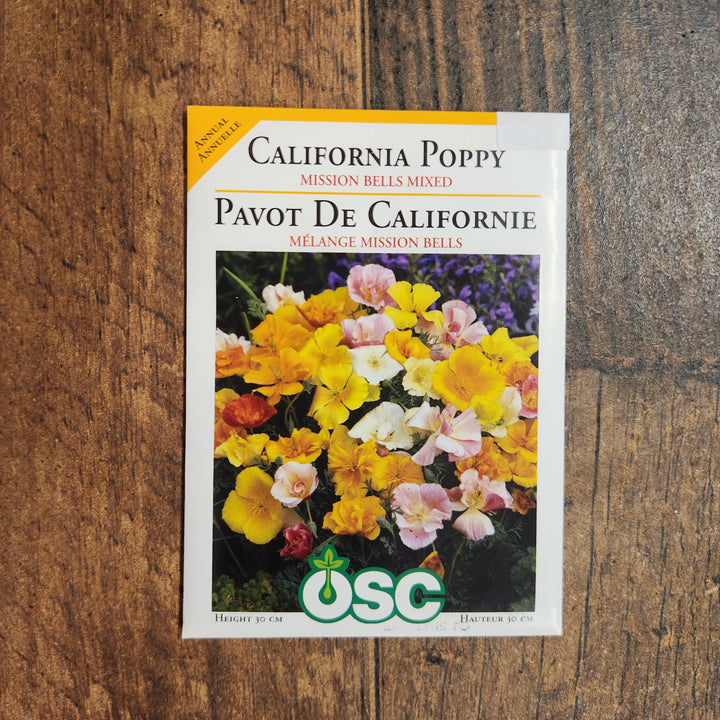 ANNUAL
ANNUELLE
CALIFORNIA POPPY
MISSION BELLS MIXED
PAVOT DE CALIFORNIE
MÉLANGE MISSION BELLS
OSC
HEIGHT 30 CM
HAUTEUR 30 CM